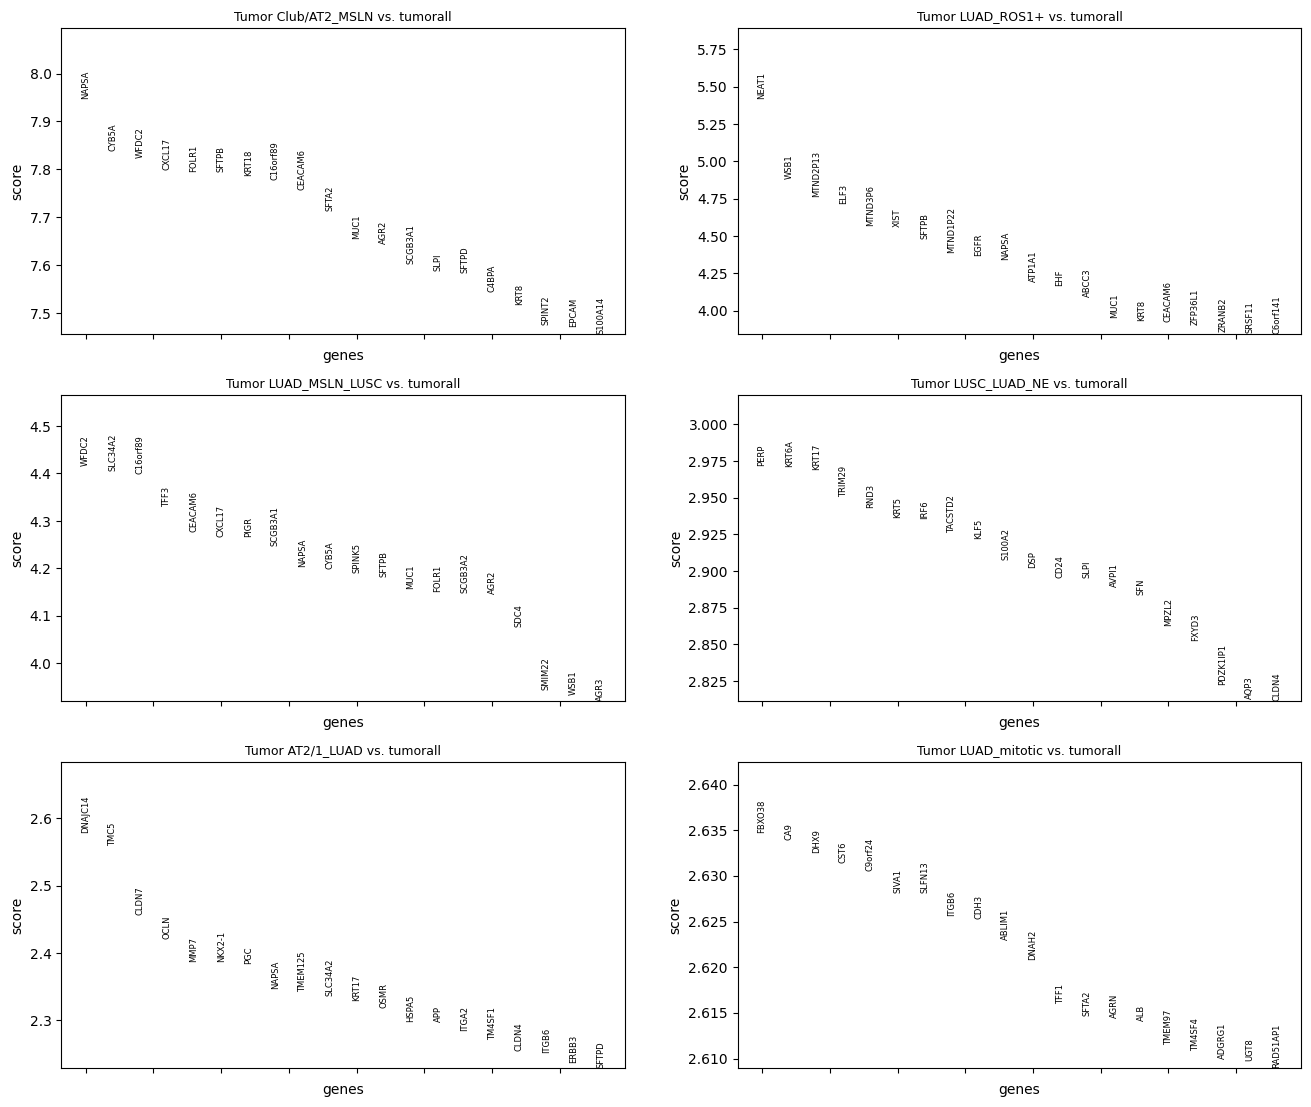 Tumor Club/AT2_MSLN vs. tumorall
score
8.0
7.9
7.8
7.7
7.6
7.5
NAPSA
CYB5A
WFDC2
CXCL17
FOLR1
SFTPB
KRT18
C16orf89
CEACAM6
SFTA2
MUC1
AGR2
SCGB3A1
SLPI
SFTPD
C4BPA
KRT8
SPINT2
EPCAM
S100A14
genes
Tumor LUAD_ROS1+ vs. tumorall
score
5.75
5.50
5.25
5.00
4.75
4.50
4.25
4.00
NEAT1
WSB1
MTND2P13
ELF3
MTND3P6
XIST
SFTPB
MTND1P22
EGFR
NAPSA
ATP1A1
EHF
ABCC3
MUC1
KRT8
CEACAM6
ZFP36L1
ZRANB2
SRSF11
C6orf141
genes
Tumor LUAD_MSLN_LUSC vs. tumorall
score
4.5
4.4
4.3
4.2
4.1
4.0
WFDC2
SLC34A2
C16orf89
TFF3
CEACAM6
CXCL17
PIGR
SCGB3A1
NAPSA
CYB5A
SPINK5
SFTPB
MUC1
FOLR1
SCGB3A2
AGR2
SDC4
SMIM22
WSB1
AGR3
genes
Tumor LUSC_LUAD_NE vs. tumorall
score
3.000
2.975
2.950
2.925
2.900
2.875
2.850
2.825
PERP
KRT6A
KRT17
TRIM29
RND3
KRT5
IRF6
TACSTD2
KLF5
S100A2
DSP
CD24
SLPI
AVPI1
SFN
MPZL2
FXYD3
PDZK1IP1
AQP3
CLDN4
genes
Tumor AT2/1_LUAD vs. tumorall
score
2.6
2.5
2.4
2.3
DNAJC14
TMC5
CLDN7
OCLN
MMP7
NKX2-1
PGC
NAPSA
TMEM125
SLC34A2
KRT17
OSMR
HSPA5
APP
ITGA2
TM4SF1
CLDN4
ITGB6
ERBB3
SFTPD
genes
Tumor LUAD_mitotic vs. tumorall
score
2.640
2.635
2.630
2.625
2.620
2.615
2.610
FBXO38
CA9
DHX9
CST6
C9orf24
SIVA1
SLFN13
ITGB6
CDH3
ABLIM1
DNAH2
TFF1
SFTA2
AGRN
ALB
TMEM97
TM4SF4
ADGRG1
UGT8
RAD51AP1
genes